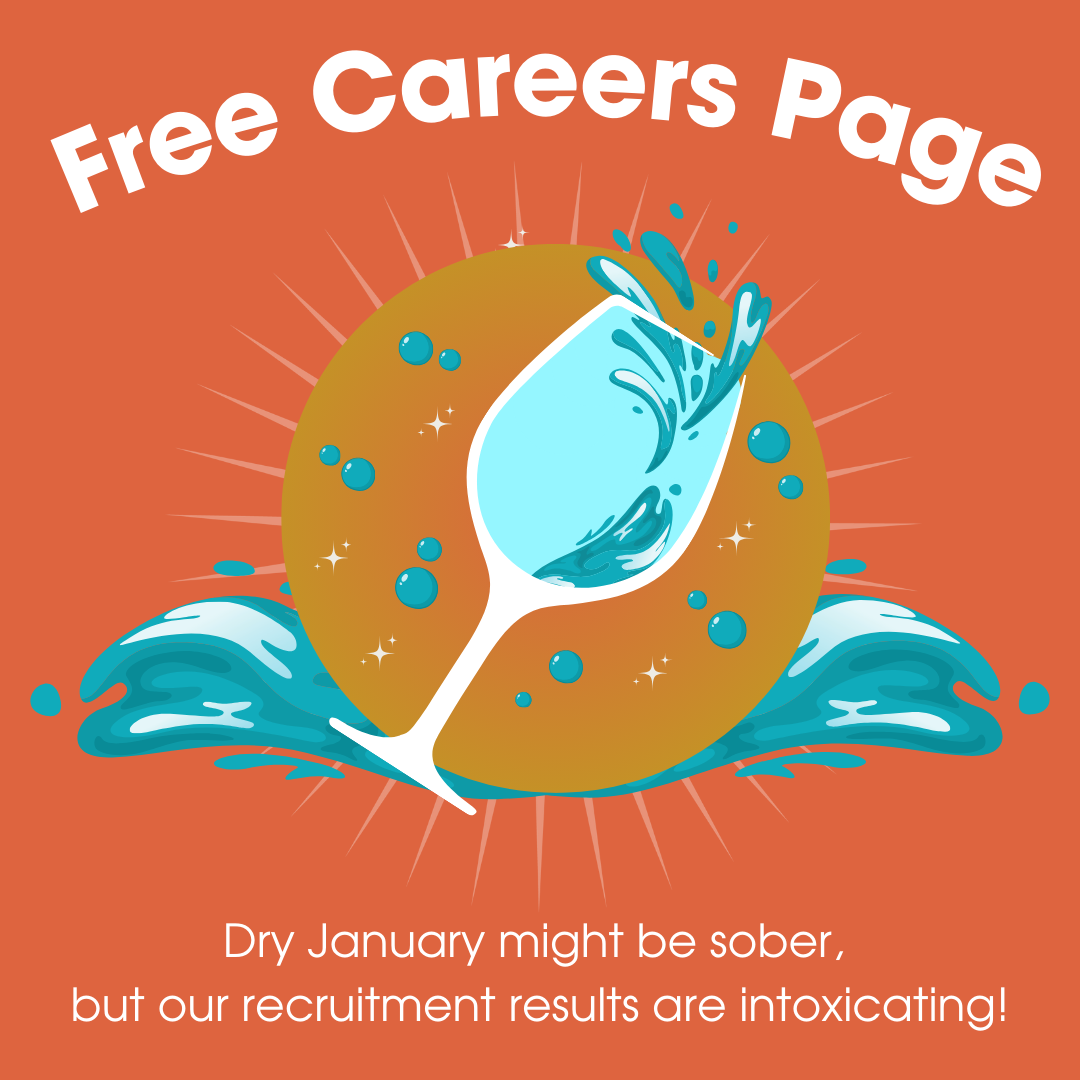 Free Careers Page
Dry January might be sober,
but our recruitment results are intoxicating!